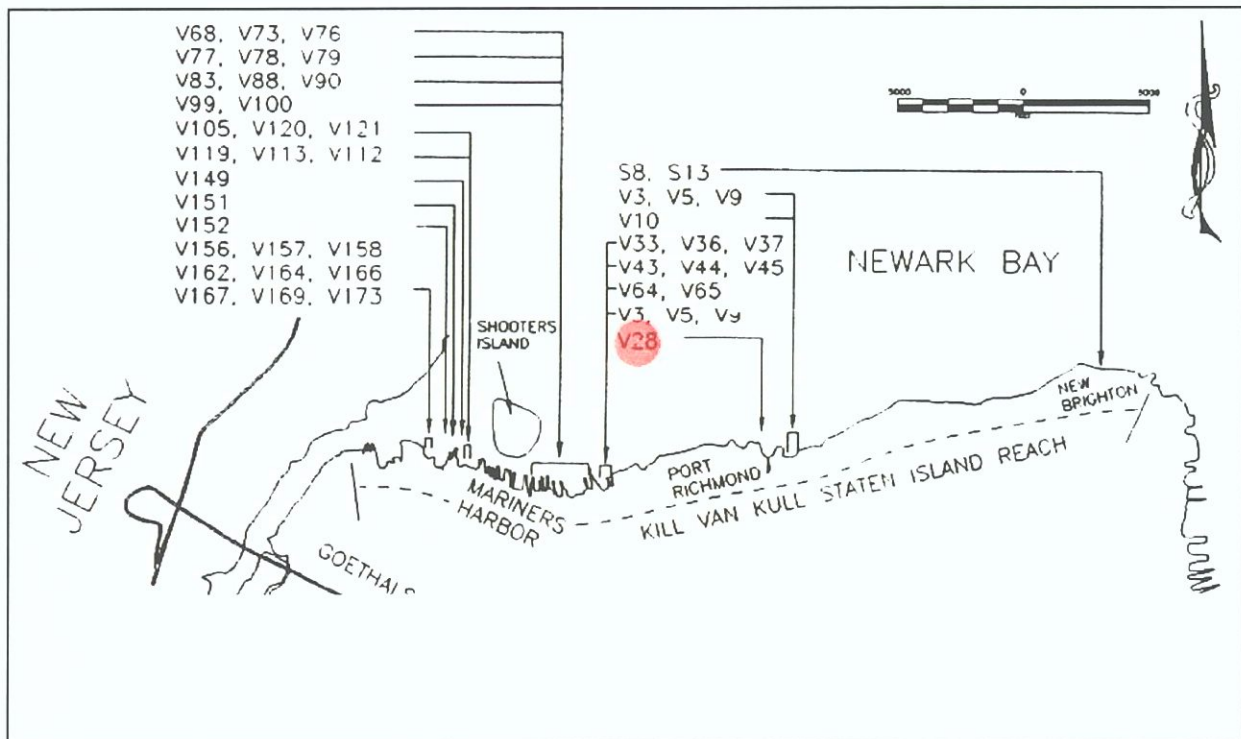 V68, V73, V76
V77, V78, V79
V83, V88, V90
V99, V100
V105, V120, V121
V119, V113, V112
V149
V151
V152
V156, V157, V158
V162, V164, V166
V167, V169, V173
5000 0 5000
S8, S13
V3, V5, V9
V10
V33, V36, V37
V43, V44, V45
V64, V65
V3, V5, V9
V28
NEWARK BAY
SHOOTERS
ISLAND
NEW
BRIGHTON
NEW
JERSEY
PORT
RICHMOND
MARINERS
HARBOR
KILL VAN KULL STATEN ISLAND REACH
GOETHALS